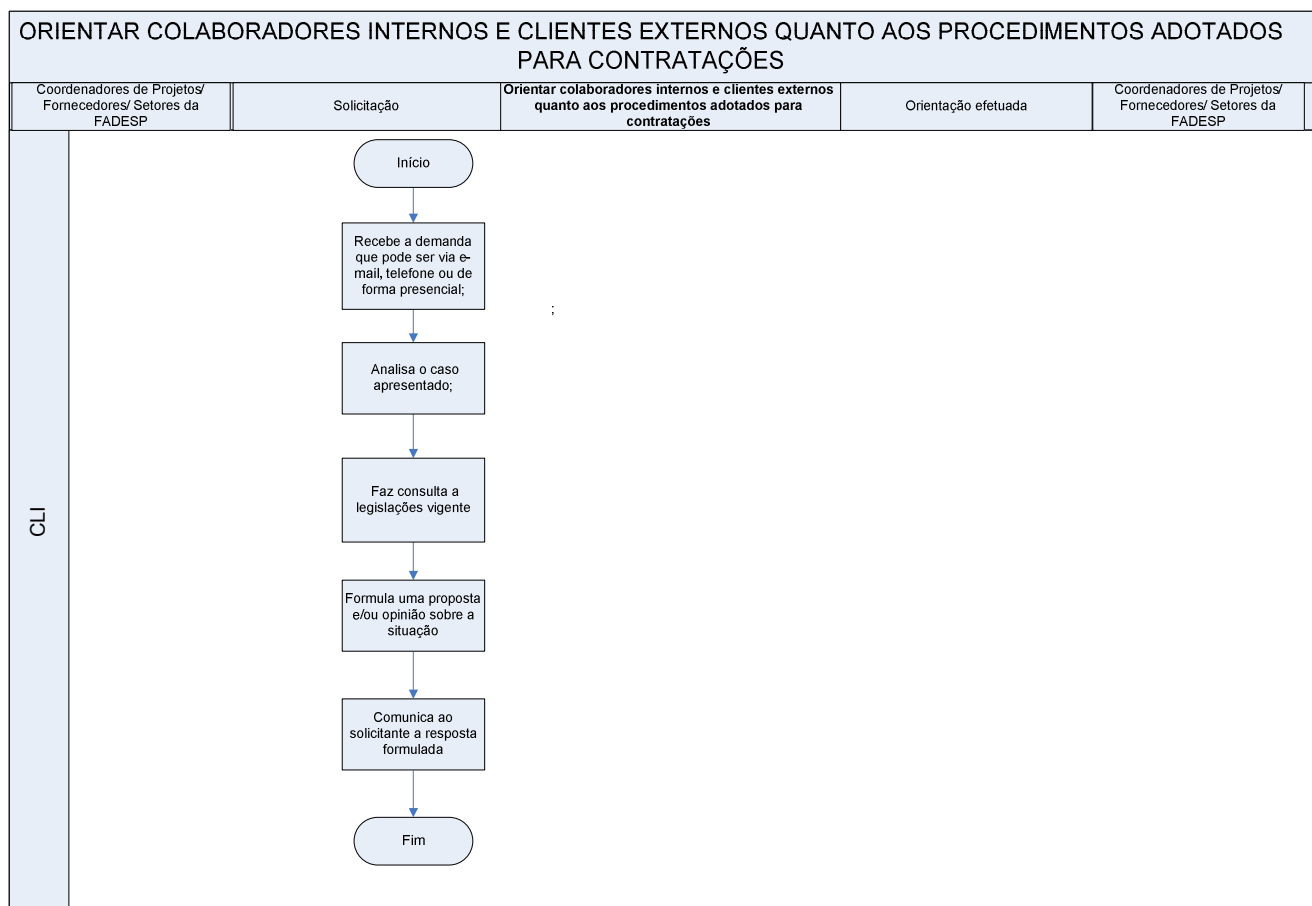 ORIENTAR COLABORADORES INTERNOS E CLIENTES EXTERNOS QUANTO AOS PROCEDIMENTOS ADOTADOS
PARA CONTRATAÇÕES
Coordenadores de Projetos/
Fornecedores/ Setores da
FADESP
Solicitação
Orientar colaboradores internos e clientes externos
quanto aos procedimentos adotados para
contratações
Orientação efetuada
Coordenadores de Projetos/
Fornecedores/ Setores da
FADESP
CLI
Início
Recebe a demanda
que pode ser via e-
mail, telefone ou de
forma presencial;
;
Analisa o caso
apresentado;
Faz consulta a
legislações vigente
Formula uma proposta
e/ou opinião sobre a
situação
Comunica ao
solicitante a resposta
formulada
Fim